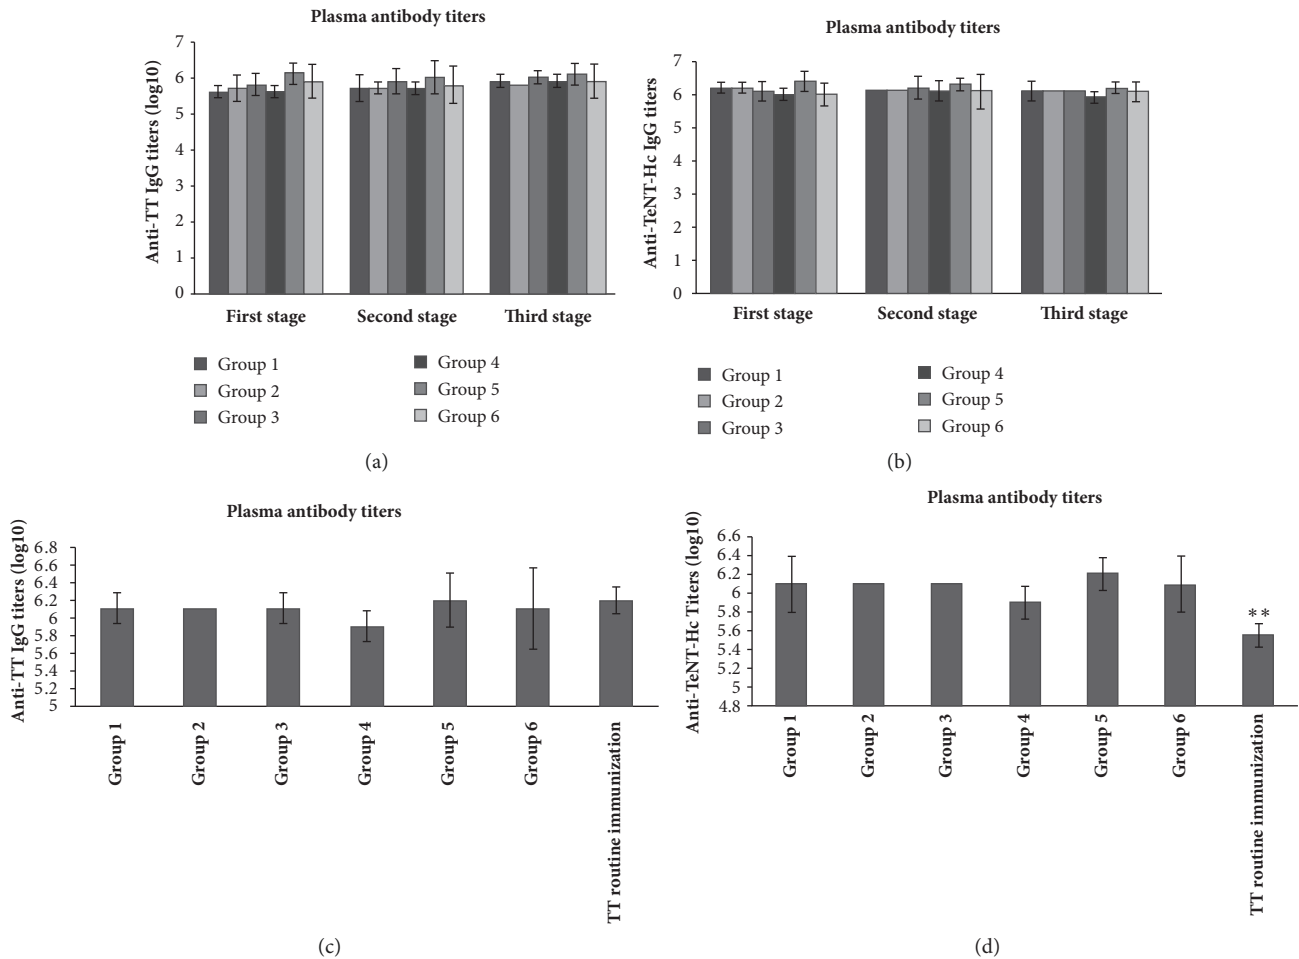 Plasma antibody titers
Anti-TT IgG titers (log10)
7
6
5
4
3
2
1
0
First stage Second stage Third stage
Group 1 Group 4
Group 2 Group 5
Group 3 Group 6
(a)
Plasma antibody titers
Anti-TeNT-Hc IgG titers
7
6
5
4
3
2
1
0
First stage Second stage Third stage
Group 1 Group 4
Group 2 Group 5
Group 3 Group 6
(b)
Plasma antibody titers
Anti-TT IgG titers (log10)
6.8
6.6
6.4
6.2
6
5.8
5.6
5.4
5.2
5
Group 1
Group 2
Group 3
Group 4
Group 5
Group 6
TT routine immunization
(c)
Plasma antibody titers
Anti-TeNT-Hc Titers (log10)
6.6
6.4
6.2
6
5.8
5.6
5.4
5.2
5
4.8
**
Group 1
Group 2
Group 3
Group 4
Group 5
Group 6
TT routine immunization
(d)